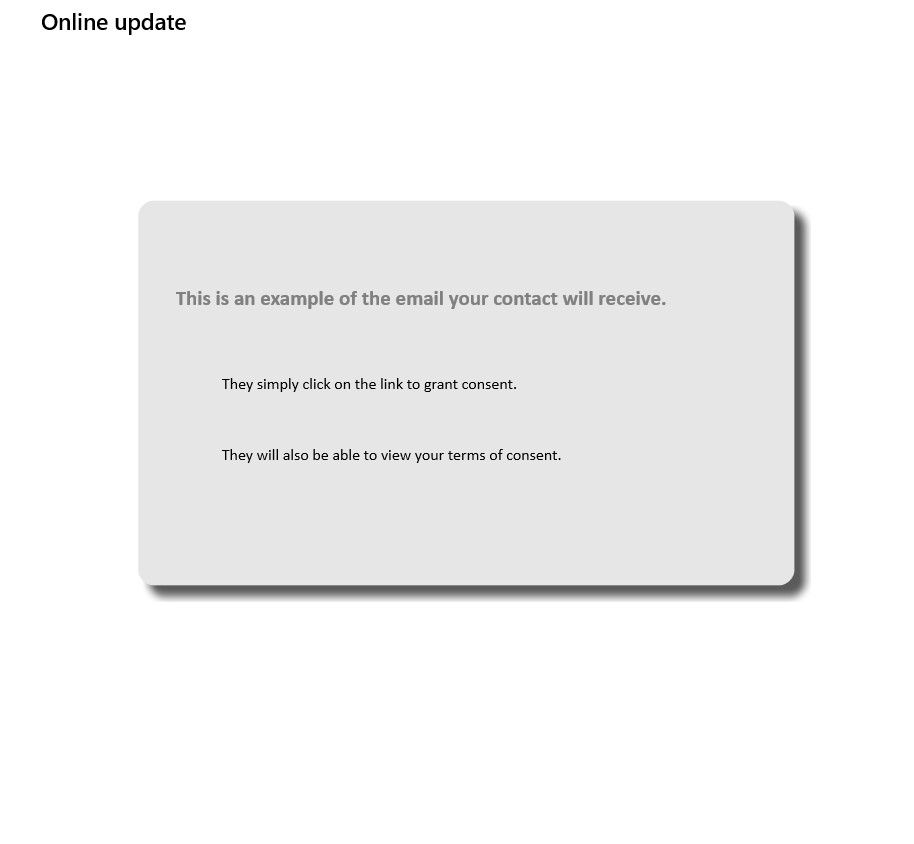 Online update
This is an example of the email your contact will receive.
They simply click on the link to grant consent.
They will also be able to view your terms of consent.